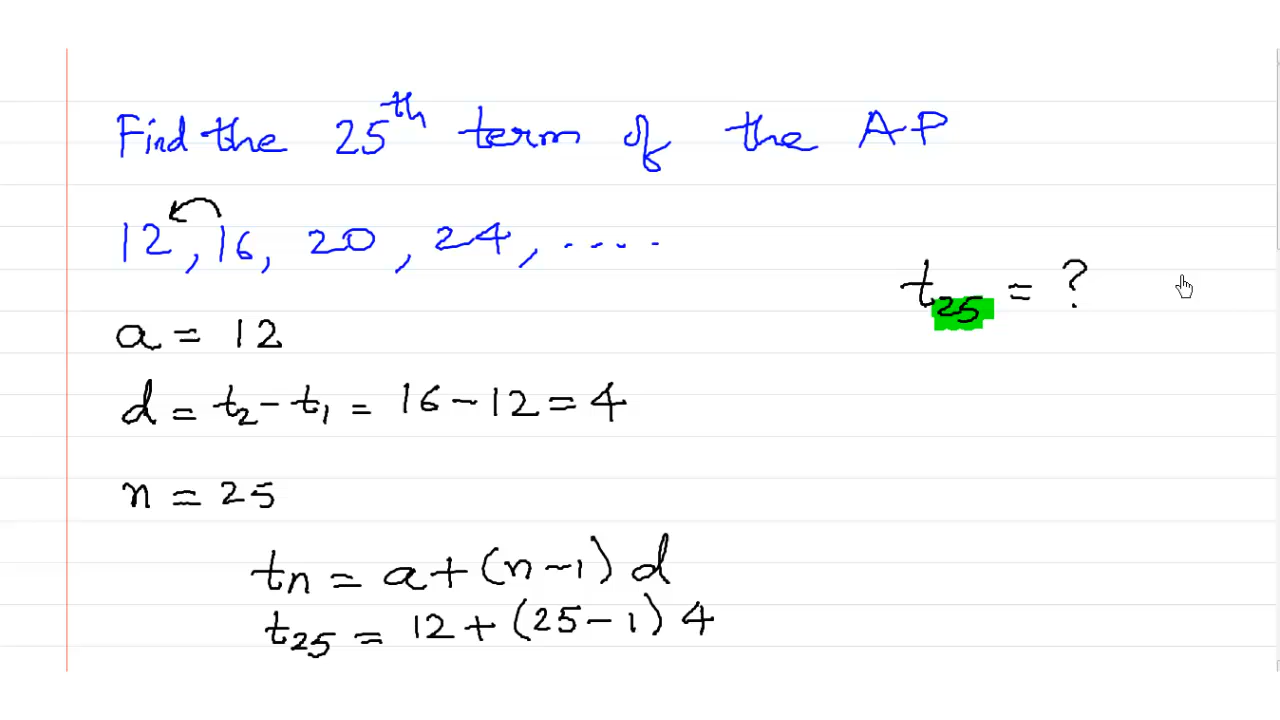 Find the 25th term of the A.P
12, 16, 20, 24, .....
t25 = ?
a = 12
d = t2 - t1 = 16 - 12 = 4
n = 25
tn = a + (n-1) d
t25 = 12 + (25-1) 4